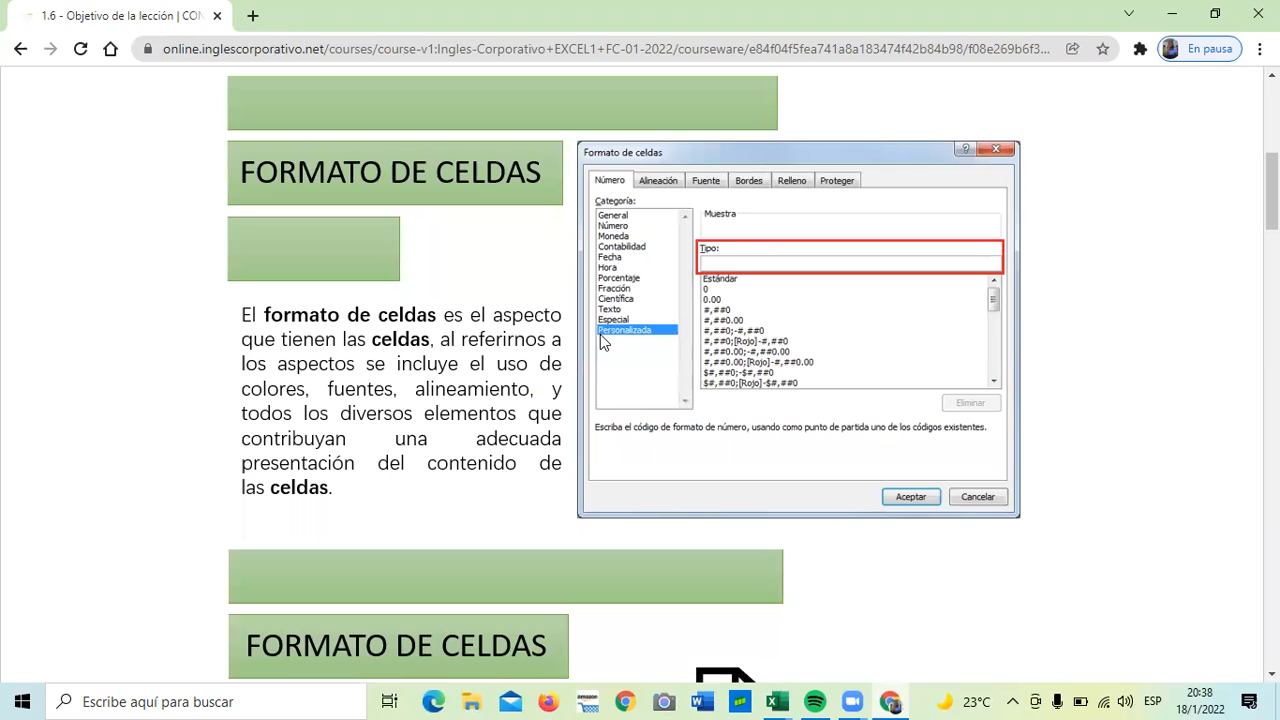 1.6 - Objetivo de la lección | CON
online.inglescorporativo.net/courses/course-v1:Ingles-Corporativo+EXCEL1+FC-01-2022/courseware/c84f04f5fea741a8a183474f42b84b98/f08e269b6f3...
En pausa
FORMATO DE CELDAS
El formato de celdas es el aspecto
que tienen las celdas, al referirnos a
los aspectos se incluye el uso de
colores, fuentes, alineamiento, y
todos los diversos elementos que
contribuyan una adecuada
presentación del contenido de
las celdas.
Formato de celdas
Número Alineación Fuente Bordes Relleno Proteger
Categoría:
General
Número
Moneda
Contabilidad
Fecha
Hora
Porcentaje
Fracción
Científica
Texto
Especial
Personalizada
Muestra
Tipo:
Estándar
0
0.00
#,##0
#,##0.00
#,##0;-#,##0
#,##0;[Rojo]-#,##0
#,##0.00;-#,##0.00
#,##0.00;[Rojo]-#,##0.00
$#,##0;-$#,##0
$#,##0;[Rojo]-$#,##0
Eliminar
Escriba el código de formato de número, usando como punto de partida uno de los códigos existentes.
Aceptar Cancelar
FORMATO DE CELDAS
Escribe aquí para buscar
amazon
23°C
ESP
20:38
18/1/2022
3